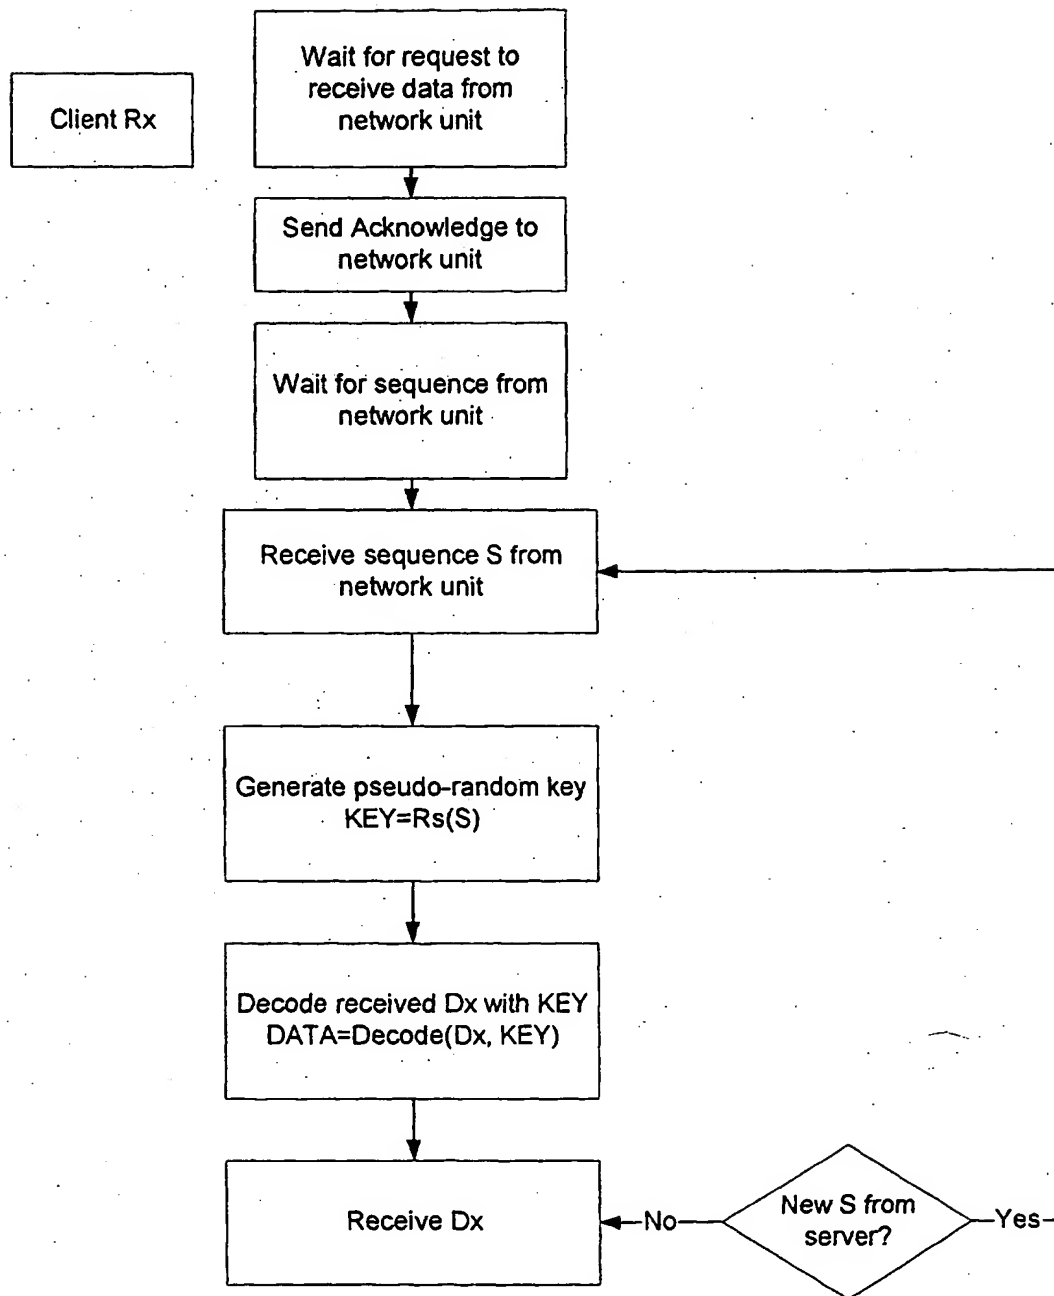 Wait for request to
receive data from
network unit
Client Rx
Send Acknowledge to
network unit
Wait for sequence from
network unit
Receive sequence S from
network unit
Generate pseudo-random key
KEY=Rs(S)
Decode received Dx with KEY
DATA=Decode(Dx, KEY)
Receive Dx
No
New S from
server?
Yes